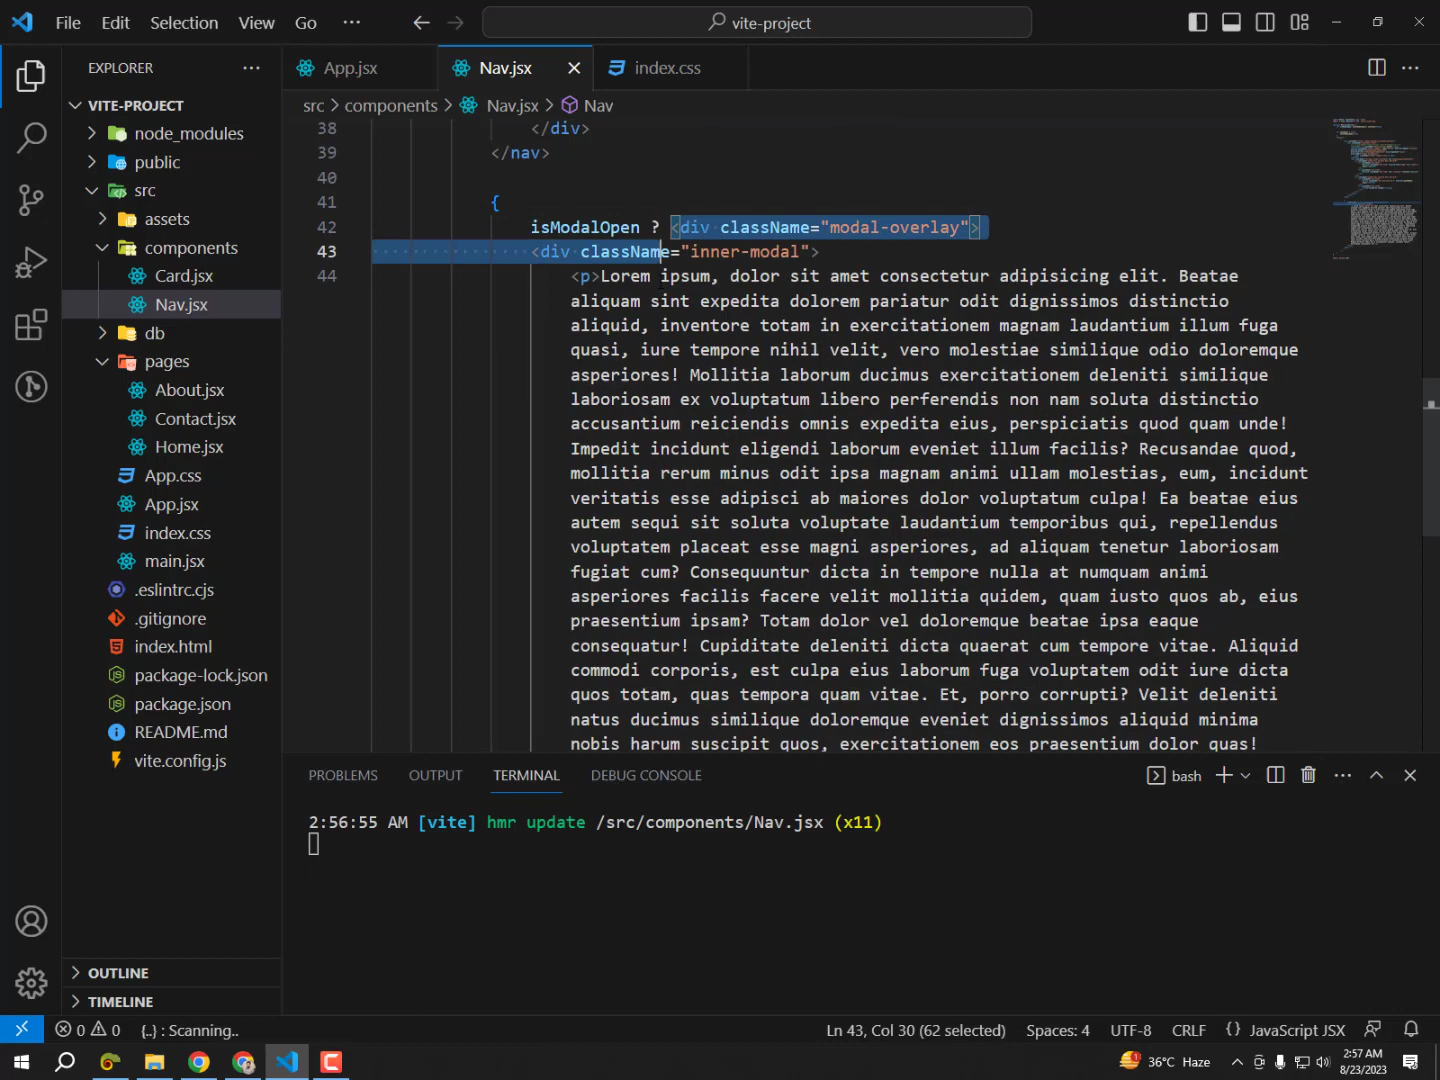 File Edit Selection View Go ··· vite-project
EXPLORER ···
App.jsx Nav.jsx index.css
VITE-PROJECT
src > components > Nav.jsx > Nav
node_modules
public
src
assets
components
Card.jsx
Nav.jsx
db
pages
About.jsx
Contact.jsx
Home.jsx
App.css
App.jsx
index.css
main.jsx
.eslintrc.cjs
.gitignore
index.html
package-lock.json
package.json
README.md
vite.config.js
OUTLINE
TIMELINE
38 </div>
39 </nav>
40
41 {
42 isModalOpen ? <div className="modal-overlay">
43 <div className="inner-modal">
44 <p>Lorem ipsum, dolor sit amet consectetur adipisicing elit. Beatae
aliquam sint expedita dolorem pariatur odit dignissimos distinctio
aliquid, inventore totam in exercitationem magnam laudantium illum fuga
quasi, iure tempore nihil velit, vero molestiae similique odio doloremque
asperiores! Mollitia laborum ducimus exercitationem deleniti similique
laboriosam ex voluptatum libero perferendis non nam soluta distinctio
accusantium reiciendis omnis expedita eius, perspiciatis quod quam unde!
Impedit incidunt eligendi laborum eveniet illum facilis? Recusandae quod,
mollitia rerum minus odit ipsa magnam animi ullam molestias, eum, incidunt
veritatis esse adipisci ab maiores dolor voluptatum culpa! Ea beatae eius
autem sequi sit soluta voluptate laudantium temporibus qui, repellendus
voluptatem placeat esse magni asperiores, ad aliquam tenetur laboriosam
fugiat cum? Consequuntur dicta in tempore nulla at numquam animi
asperiores facilis facere velit mollitia quidem, quam iusto quos ab, eius
praesentium ipsam? Totam dolor vel doloremque beatae ipsa eaque
consequatur! Cupiditate deleniti dicta quaerat cum tempore vitae. Aliquid
commodi corporis, est culpa eius laborum fuga voluptatem odit iure dicta
quos totam, quas tempora quam vitae. Et, porro corrupti? Velit deleniti
natus ducimus similique doloremque eveniet dignissimos aliquid minima
nobis harum suscipit quos, exercitationem eos praesentium dolor quas!
PROBLEMS OUTPUT TERMINAL DEBUG CONSOLE bash
2:56:55 AM [vite] hmr update /src/components/Nav.jsx (x11)
0 0 {..} : Scanning.. Ln 43, Col 30 (62 selected) Spaces: 4 UTF-8 CRLF {} JavaScript JSX
36°C Haze 2:57 AM
8/23/2023